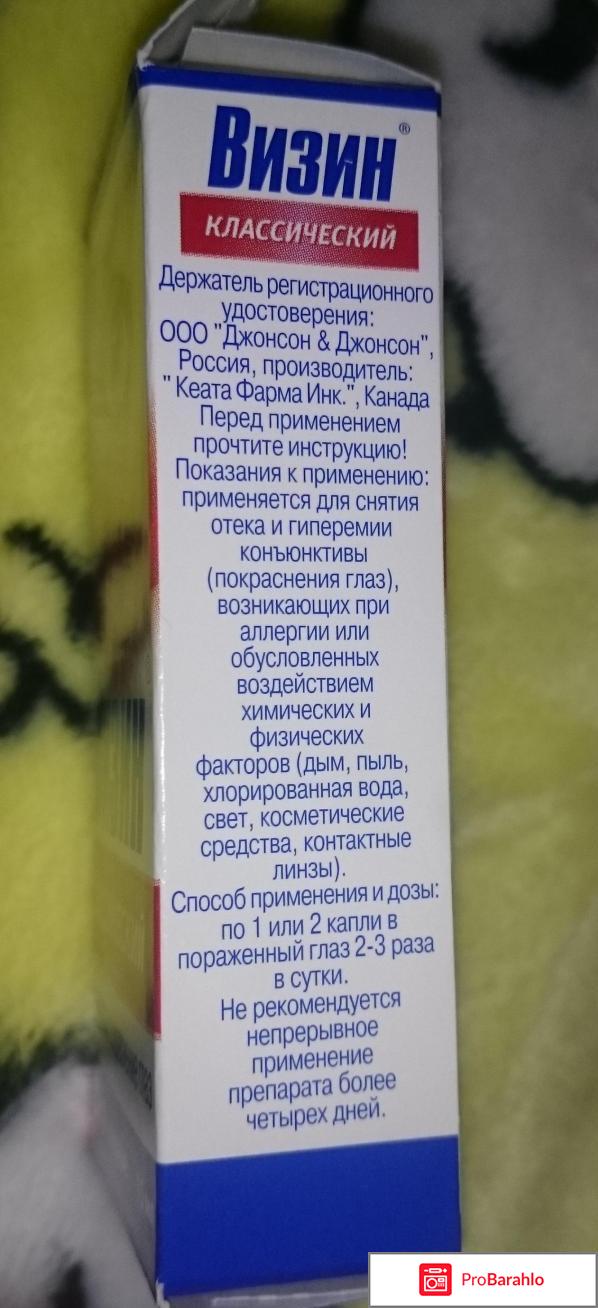 Визин®
КЛАССИЧЕСКИЙ
Держатель регистрационного
удостоверения:
ООО "Джонсон & Джонсон",
Россия, производитель:
" Кеата Фарма Инк.", Канада
Перед применением
прочтите инструкцию!
Показания к применению:
применяется для снятия
отека и гиперемии
конъюнктивы
(покраснения глаз),
возникающих при
аллергии или
обусловленных
воздействием
химических и
физических
факторов (дым, пыль,
хлорированная вода,
свет, косметические
средства, контактные
линзы).
Способ применения и дозы:
по 1 или 2 капли в
пораженный глаз 2-3 раза
в сутки.
Не рекомендуется
непрерывное
применение
препарата более
четырех дней.
ProBarahlo